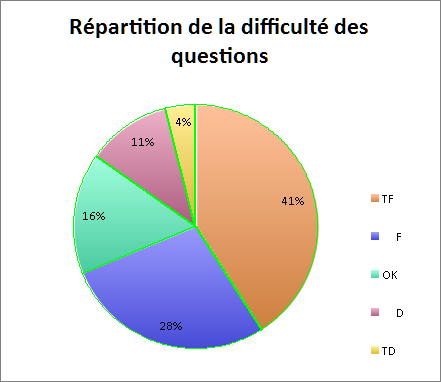 Répartition de la difficulté des
questions
4%
11%
41%
16%
28%
TF
F
OK
D
TD